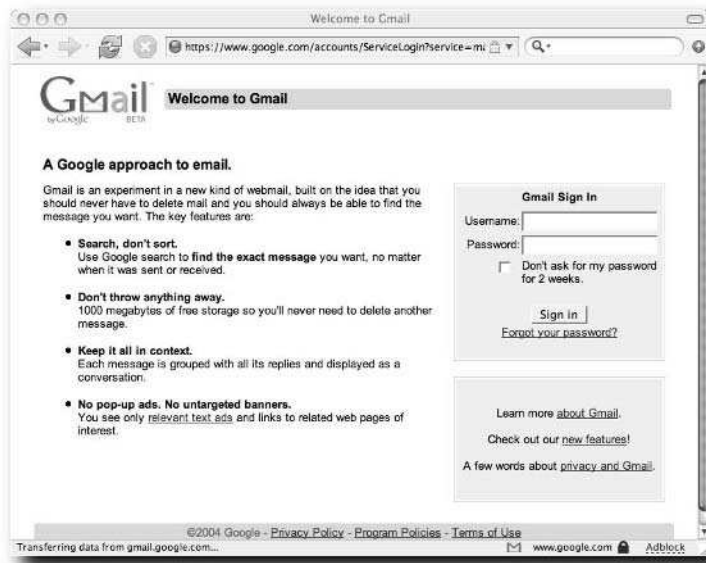 Welcome to Gmail
https://www.google.com/accounts/ServiceLogin?service=ma
Gmail
by Google
BETA
Welcome to Gmail
A Google approach to email.
Gmail is an experiment in a new kind of webmail, built on the idea that you
should never have to delete mail and you should always be able to find the
message you want. The key features are:
Search, don't sort.
Use Google search to find the exact message you want, no matter
when it was sent or received.
Don't throw anything away.
1000 megabytes of free storage so you'll never need to delete another
message.
Keep it all in context.
Each message is grouped with all its replies and displayed as a
conversation.
No pop-up ads. No untargeted banners.
You see only relevant text ads and links to related web pages of
interest.
Gmail Sign In
Username:
Password:
Don't ask for my password
for 2 weeks.
Sign in
Forgot your password?
Learn more about Gmail.
Check out our new features!
A few words about privacy and Gmail.
©2004 Google - Privacy Policy - Program Policies - Terms of Use
Transferring data from gmail.google.com...
www.google.com
Adblock